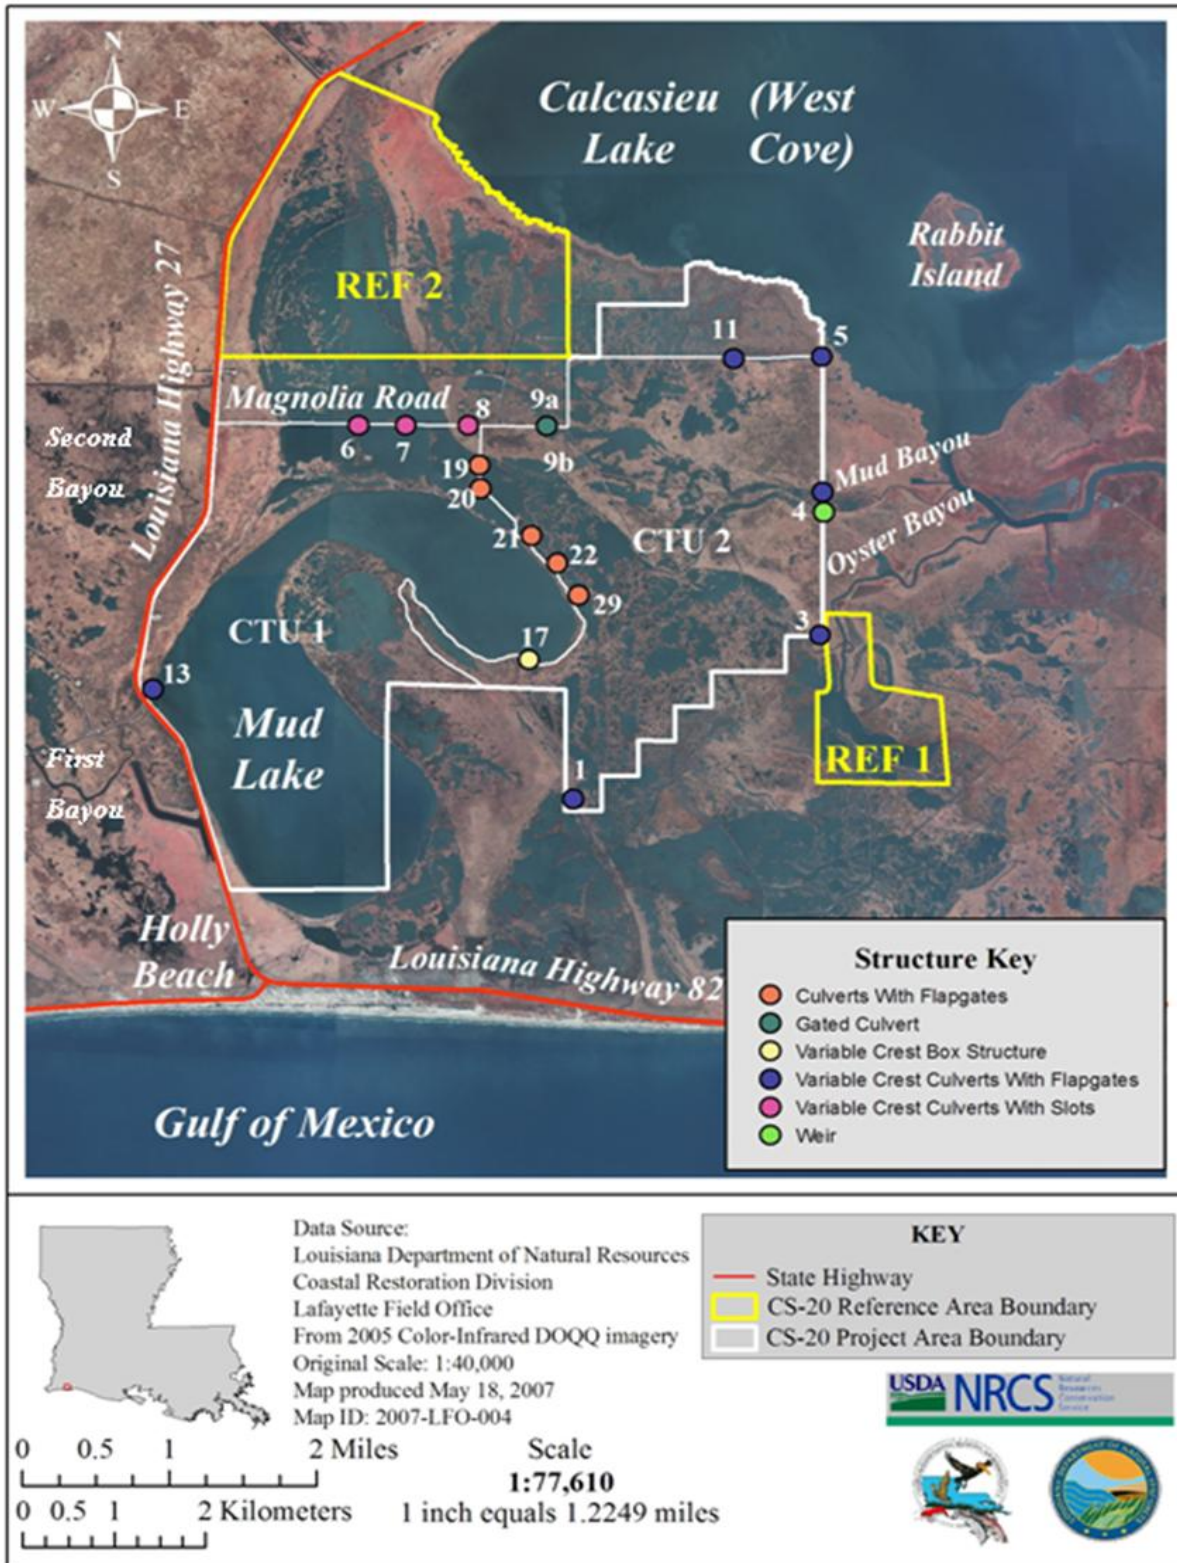 N
W E
S
Calcasieu (West
Lake Cove)
Rabbit
Island
REF 2
Louisiana Highway 27
11
5
Magnolia Road
6
7
8
9a
9b
Second
Bayou
19
20
21
22
29
CTU 2
4
Mud Bayou
Oyster Bayou
3
CTU 1
17
13
Mud
Lake
REF 1
First
Bayou
1
Holly
Beach
Louisiana Highway 82
Gulf of Mexico
Structure Key
Culverts With Flapgates
Gated Culvert
Variable Crest Box Structure
Variable Crest Culverts With Flapgates
Variable Crest Culverts With Slots
Weir
Data Source:
Louisiana Department of Natural Resources
Coastal Restoration Division
Lafayette Field Office
From 2005 Color-Infrared DOQQ imagery
Original Scale: 1:40,000
Map produced May 18, 2007
Map ID: 2007-LFO-004
KEY
State Highway
CS-20 Reference Area Boundary
CS-20 Project Area Boundary
USDA NRCS
Natural
Resources
Conservation
Service
0 0.5 1 2 Miles
0 0.5 1 2 Kilometers
Scale
1:77,610
1 inch equals 1.2249 miles